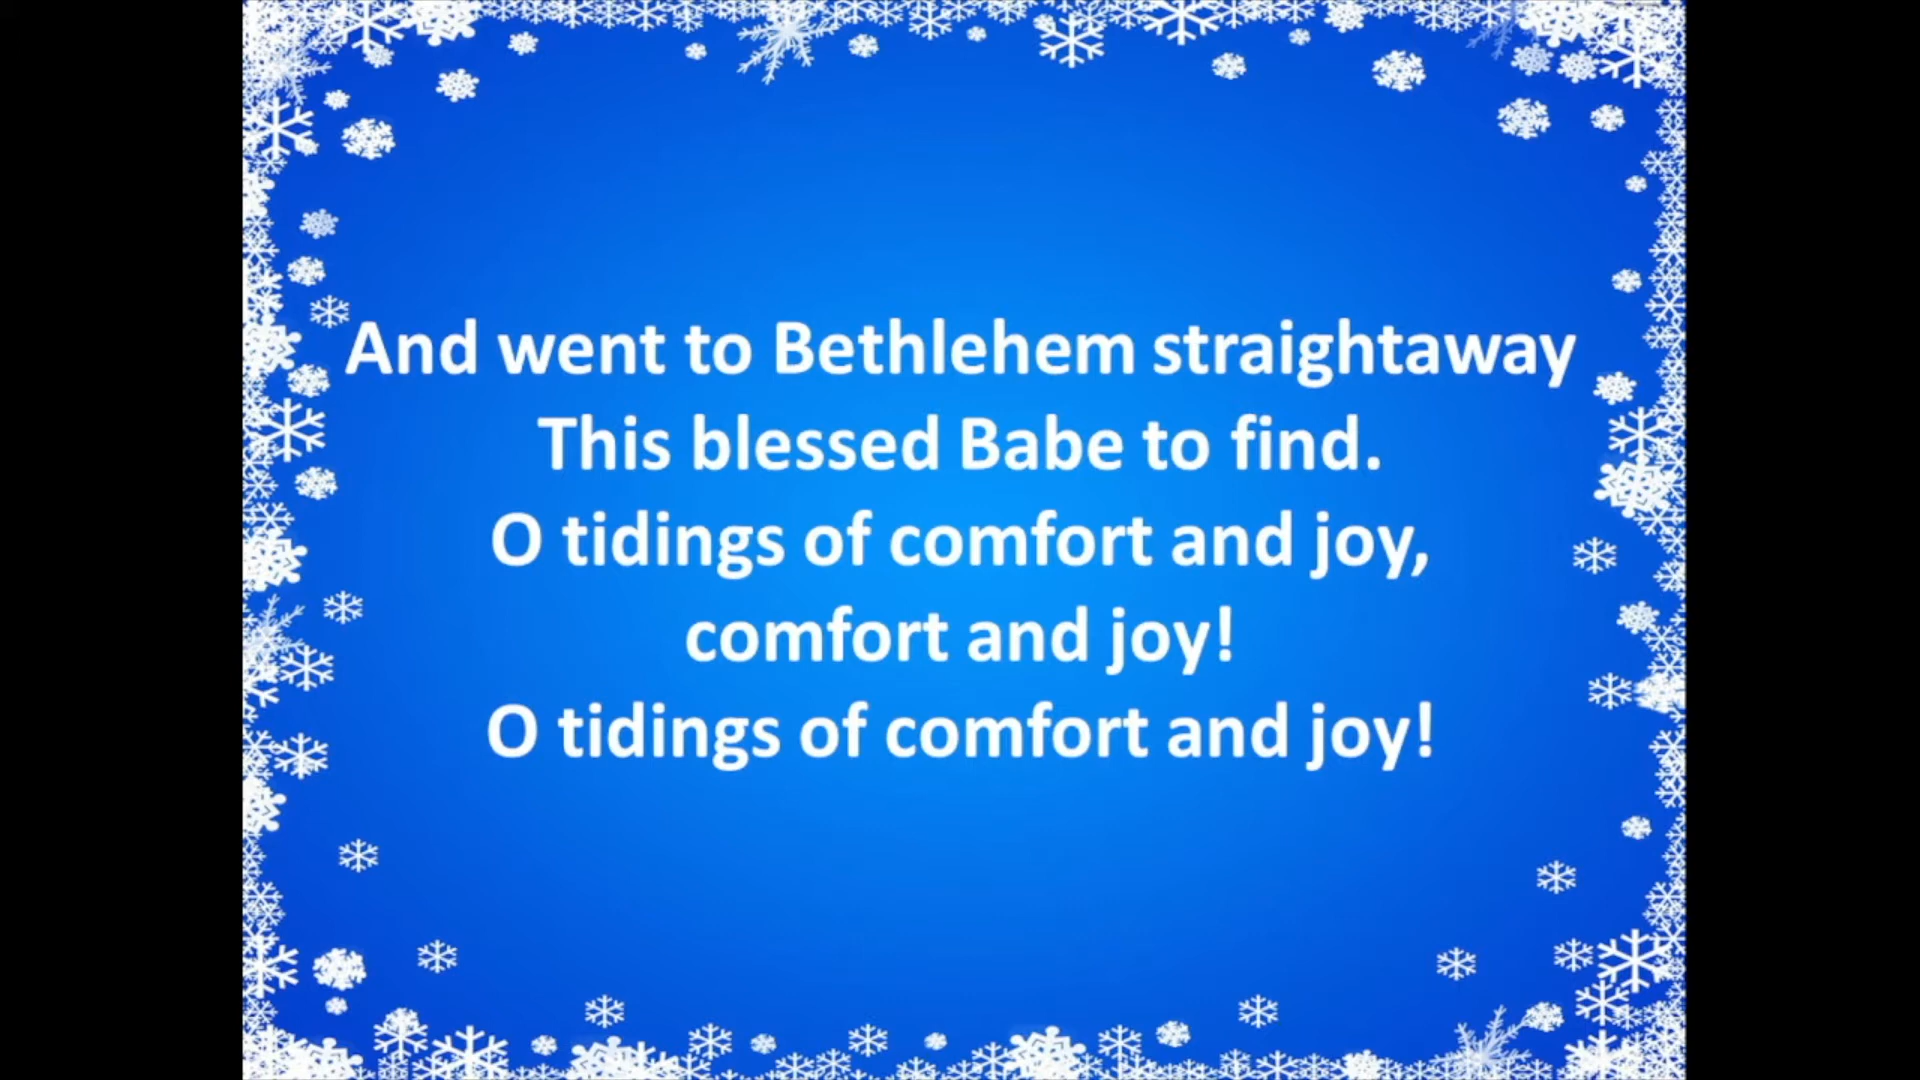 And went to Bethlehem straightaway
This blessed Babe to find.
O tidings of comfort and joy,
comfort and joy!
O tidings of comfort and joy!